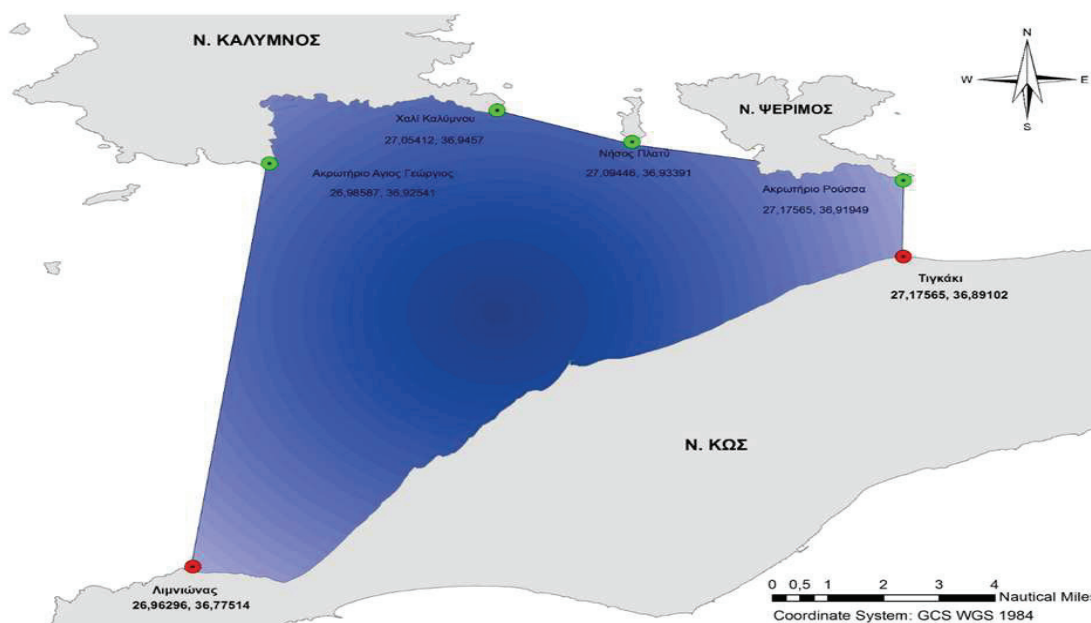 Ν. ΚΑΛΥΜΝΟΣ
N
W
E
S
Ν. ΨΕΡΙΜΟΣ
Χαλί Καλύμνου
27,05412, 36,9457
Νήσος Πλατύ
27,09446, 36,93391
Ακρωτήριο Αγιος Γεώργιος
26,98587, 36,92541
Ακρωτήριο Ρούσσα
27,17565, 36,91949
Τιγκάκι
27,17565, 36,89102
Ν. ΚΩΣ
Λιμνιώνας
26,96296, 36,77514
0 0,5 1 2 3 4
Nautical Miles
Coordinate System: GCS WGS 1984